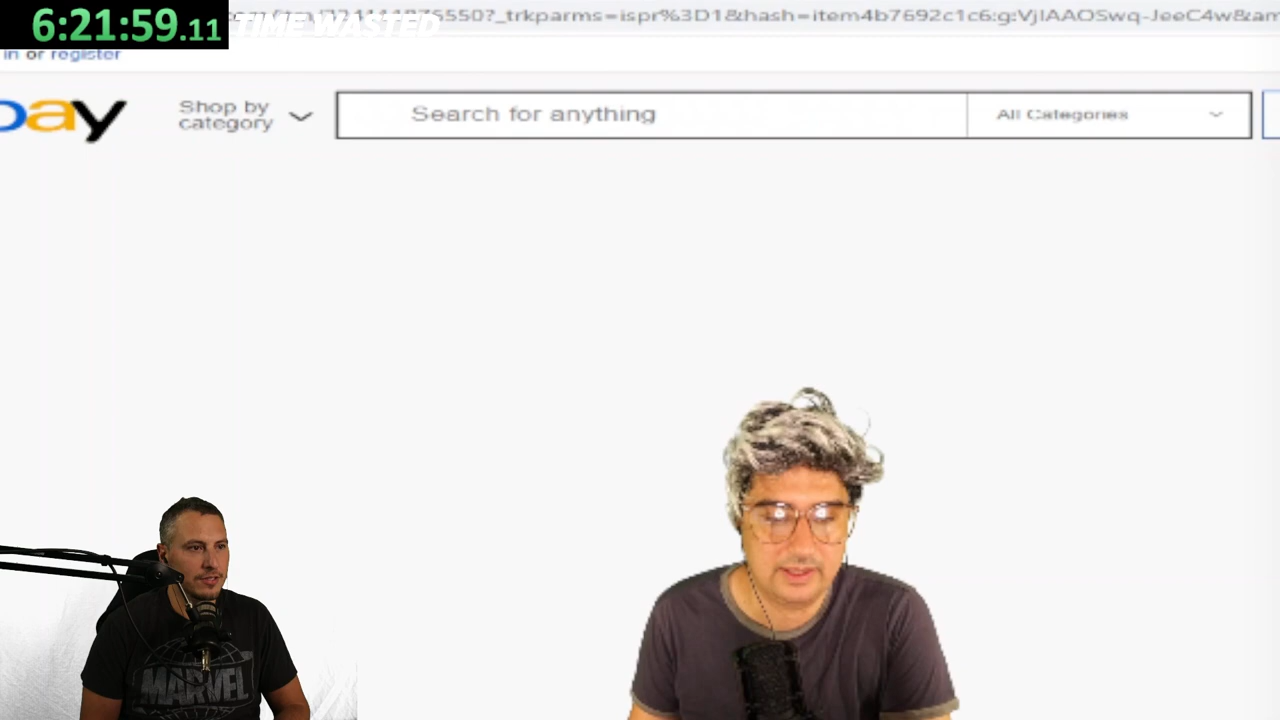 6:21:59.11
TIME WASTED
?_trkparms=ispr%3D1&hash=item4b7692c1c6:g:VjIAAOSwq-JeeC4w&am
in or register
bay
Shop by
category
Search for anything
All Categories
MARVEL